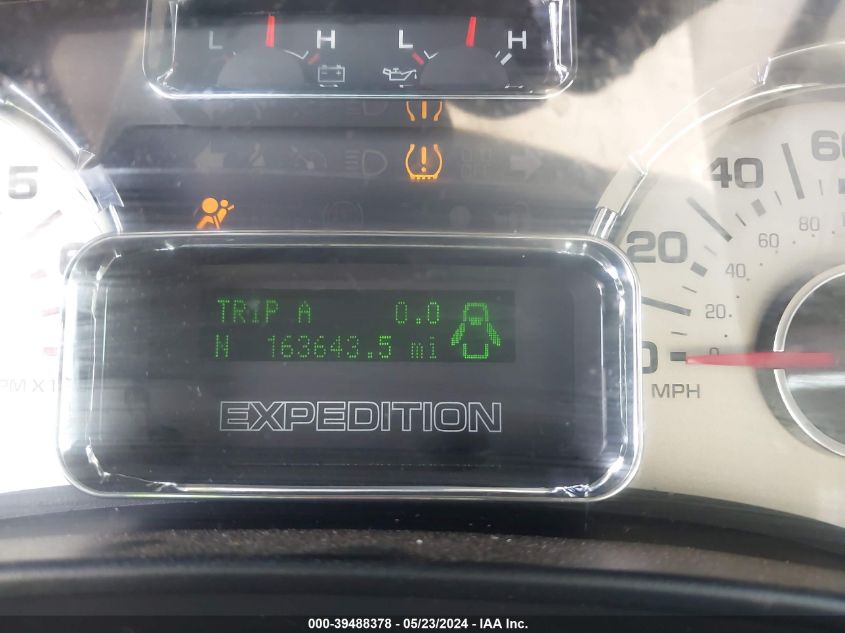 L H L H
5 40 60
20 60 80
40
TRIP A 0.0
20
N 163643.5 mi
0 0
MPH
EXPEDITION
000-39488378 - 05/23/2024 - IAA Inc.